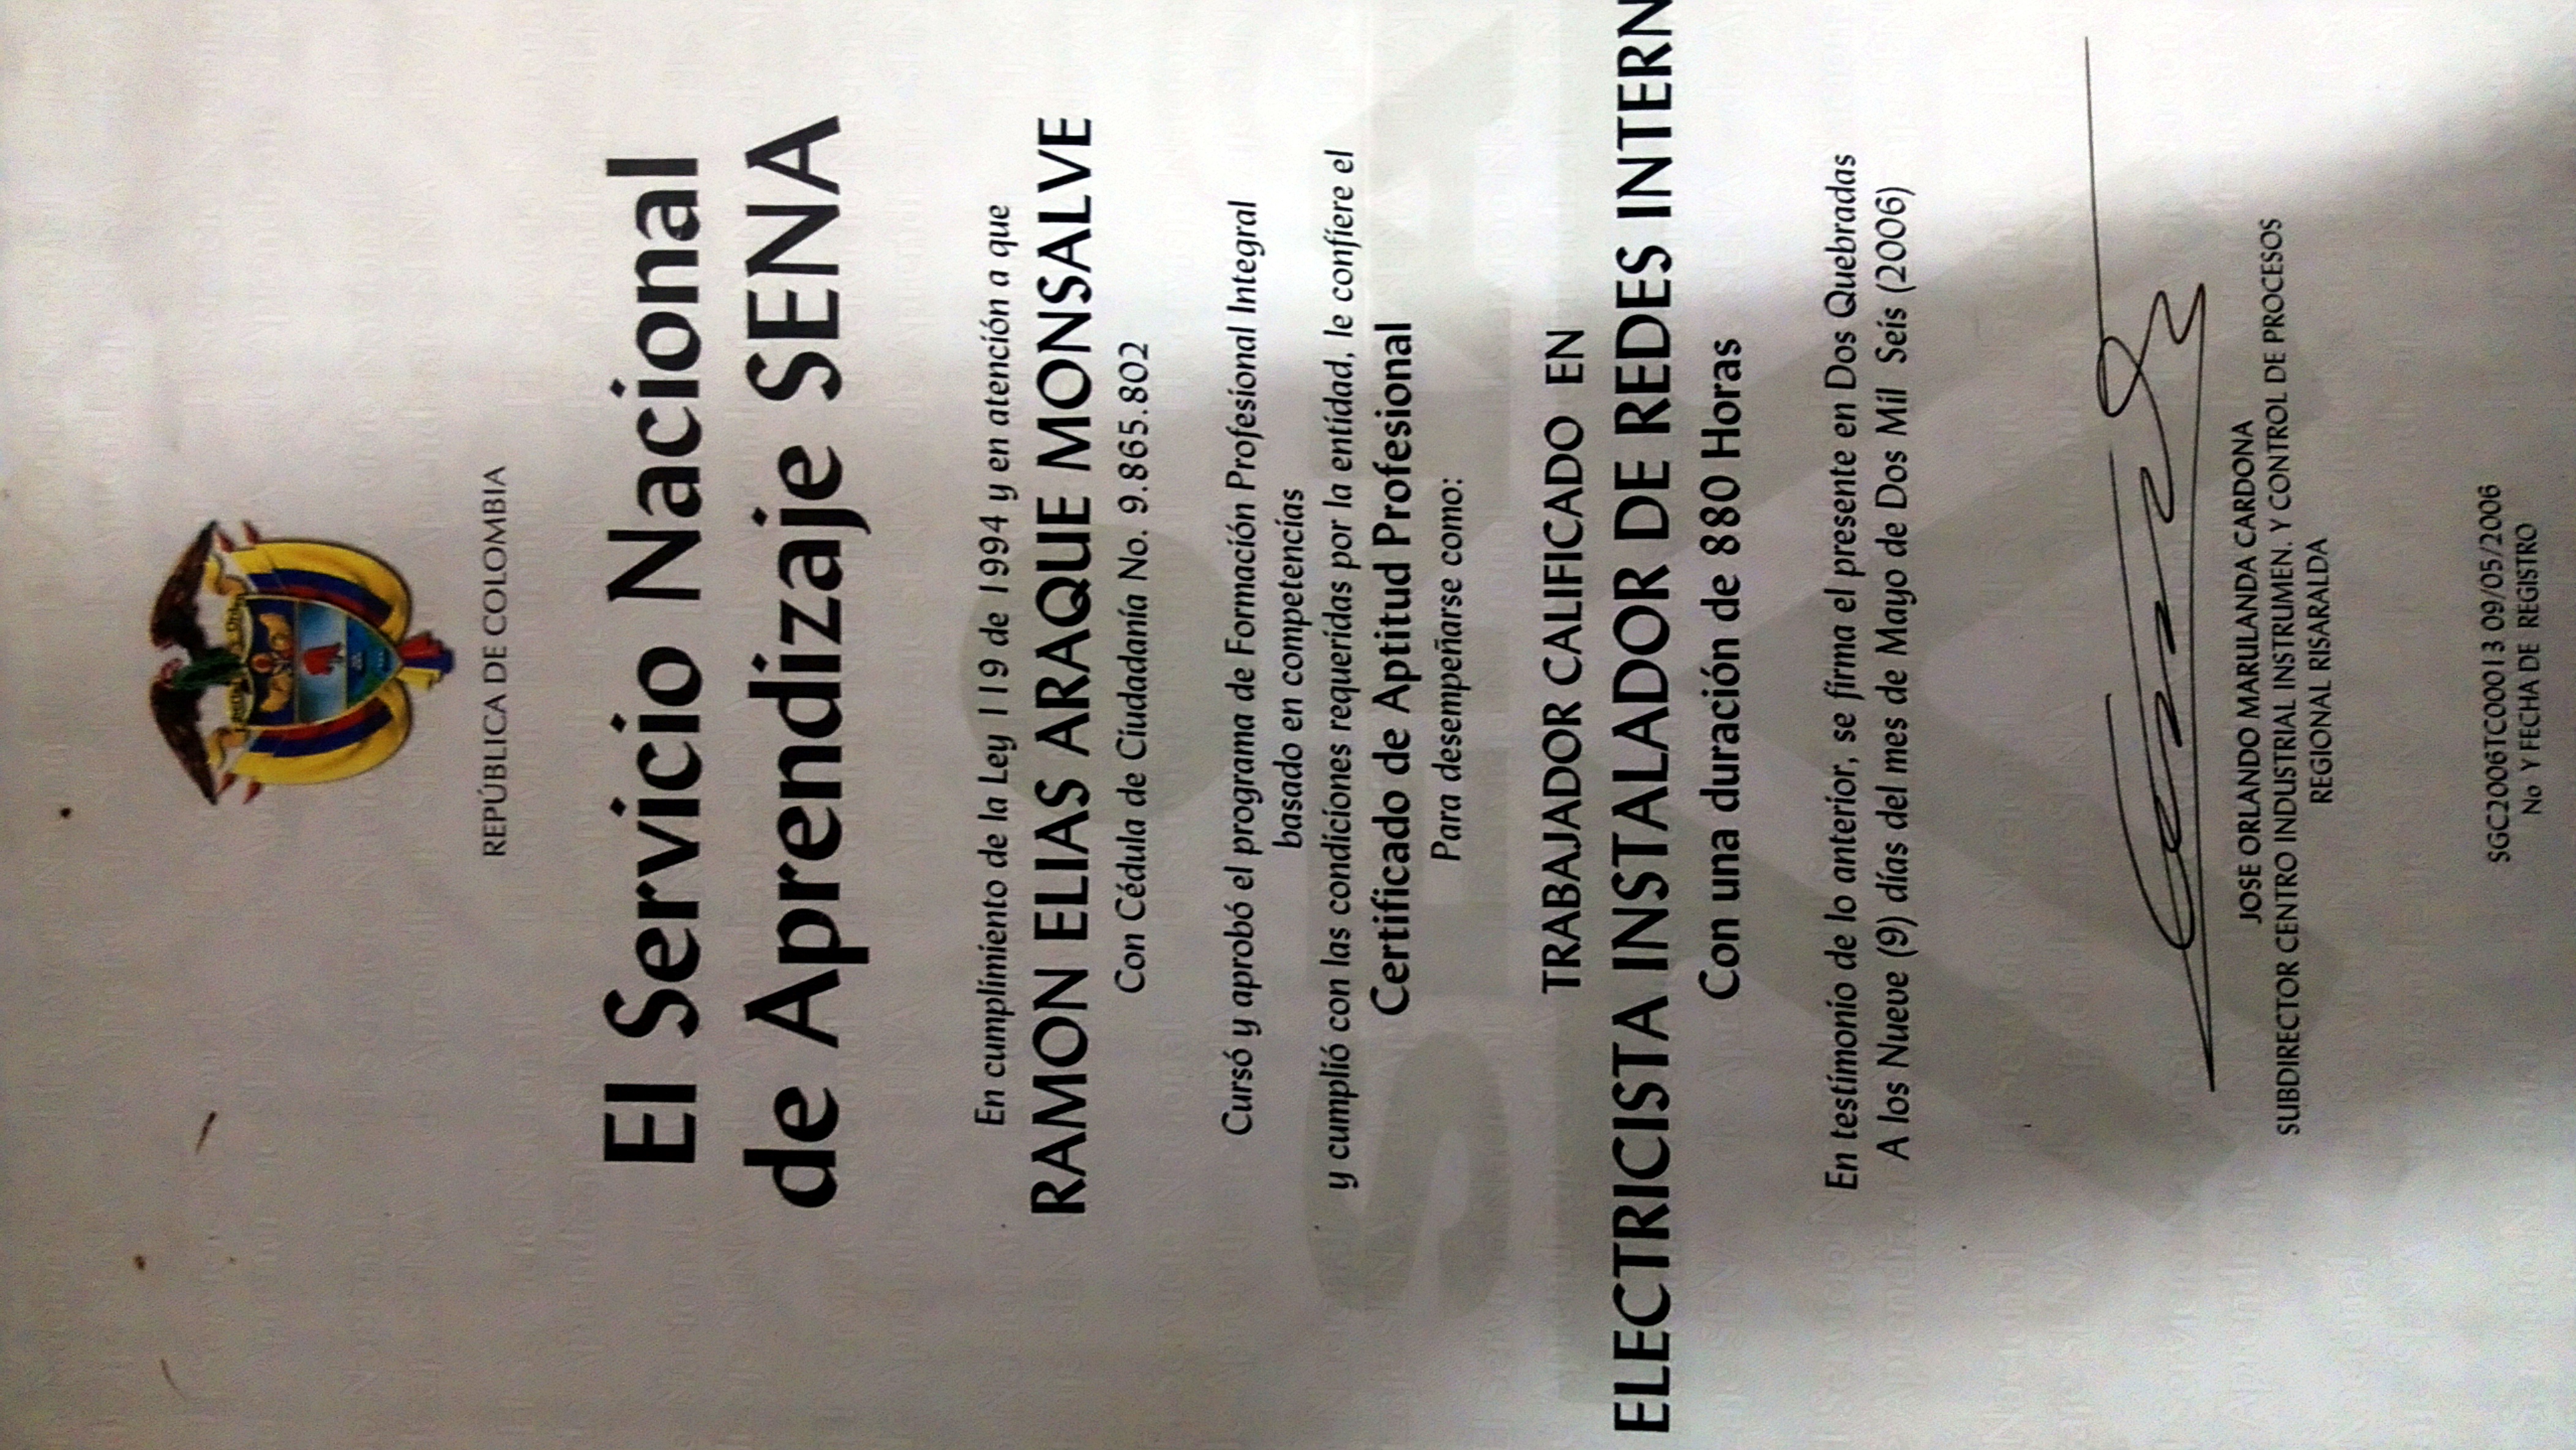 REPÚBLICA DE COLOMBIA
El Servicio Nacional
de Aprendizaje SENA
En cumplimiento de la Ley 119 de 1994 y en atención a que
RAMON ELIAS ARAQUE MONSALVE
Con Cédula de Ciudadanía No. 9.865.802
Cursó y aprobó el programa de Formación Profesional Integral
basado en competencias
y cumplió con las condiciones requeridas por la entidad, le confiere el
Certificado de Aptitud Profesional
Para desempeñarse como:
TRABAJADOR CALIFICADO EN
ELECTRICISTA INSTALADOR DE REDES INTERN
Con una duración de 880 Horas
En testimonio de lo anterior, se firma el presente en Dos Quebradas
A los Nueve (9) días del mes de Mayo de Dos Mil Seis (2006)
JOSE ORLANDO MARULANDA CARDONA
SUBDIRECTOR CENTRO INDUSTRIAL INSTRUMEN. Y CONTROL DE PROCESOS
REGIONAL RISARALDA
SGC2006TC00013 09/05/2006
No Y FECHA DE REGISTRO